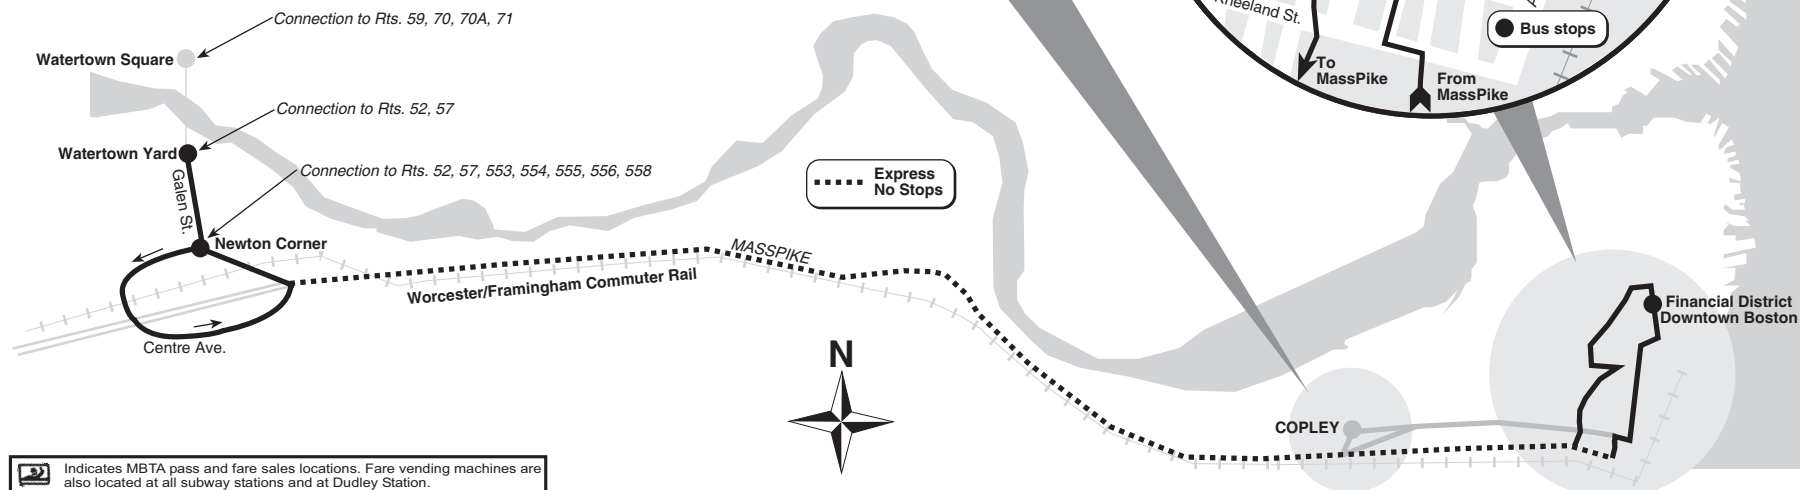 Connection to Rts. 59, 70, 70A, 71
Watertown Square
Connection to Rts. 52, 57
Watertown Yard
Galen St.
Connection to Rts. 52, 57, 553, 554, 555, 556, 558
Newton Corner
Centre Ave.
Express
No Stops
MASSPIKE
Worcester/Framingham Commuter Rail
N
Kneeland St.
Bus stops
To
MassPike
From
MassPike
Financial District
Downtown Boston
COPLEY
Indicates MBTA pass and fare sales locations. Fare vending machines are
also located at all subway stations and at Dudley Station.